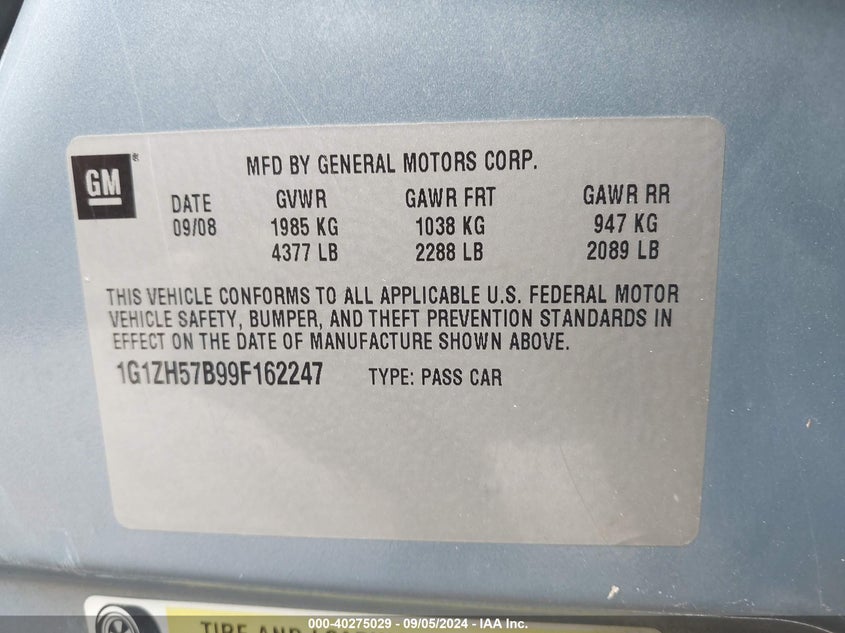 GM ®
MFD BY GENERAL MOTORS CORP.
DATE GVWR GAWR FRT GAWR RR
09/08 1985 KG 1038 KG 947 KG
4377 LB 2288 LB 2089 LB
THIS VEHICLE CONFORMS TO ALL APPLICABLE U.S. FEDERAL MOTOR
VEHICLE SAFETY, BUMPER, AND THEFT PREVENTION STANDARDS IN
EFFECT ON THE DATE OF MANUFACTURE SHOWN ABOVE.
1G1ZH57B99F162247 TYPE: PASS CAR
TIRE AND
000-40275029 - 09/05/2024 - IAA Inc.